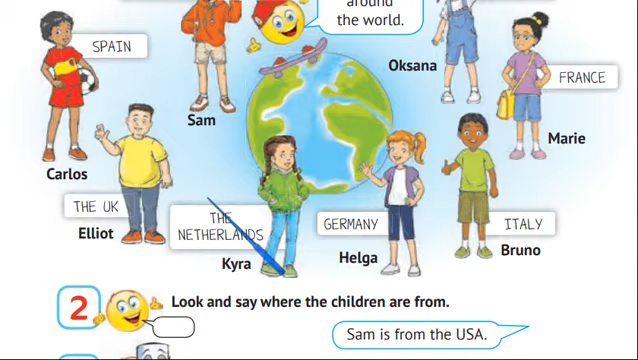 around
the world.
SPAIN
Oksana
FRANCE
Sam
Marie
Carlos
THE UK
THE
NETHERLANDS
GERMANY
ITALY
Elliot
Kyra
Helga
Bruno
2
Look and say where the children are from.
Sam is from the USA.